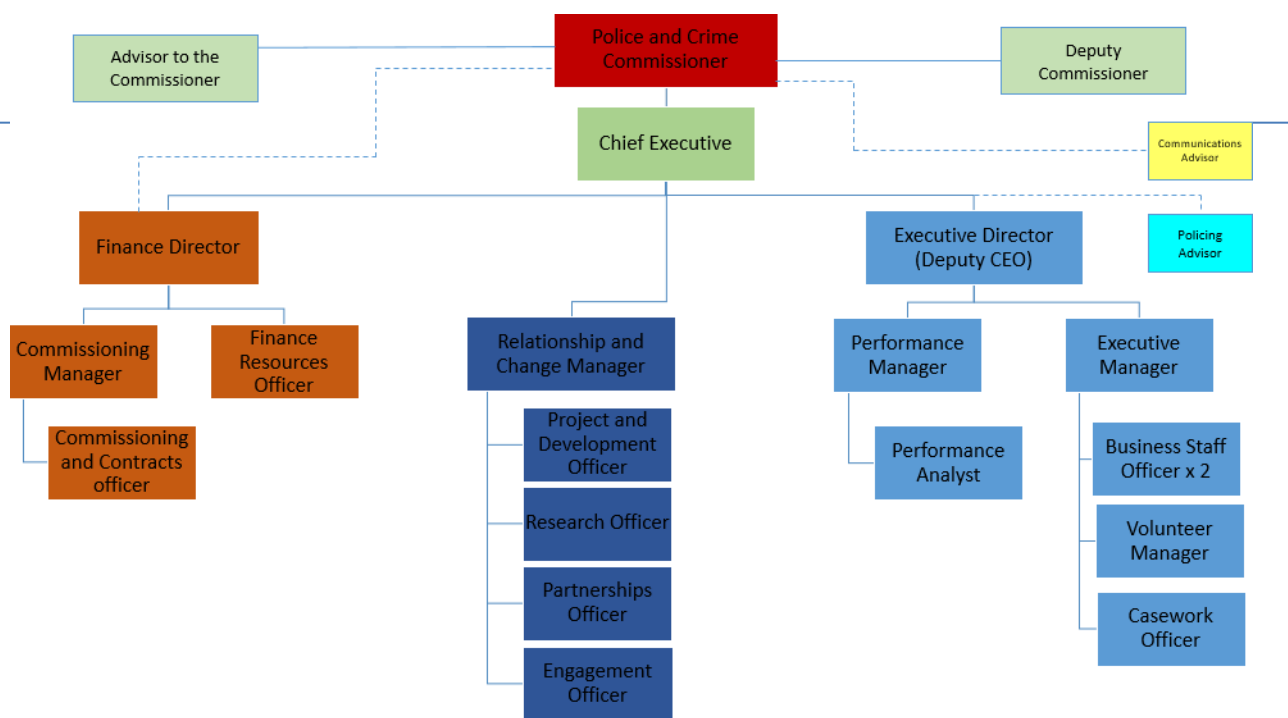 Police and Crime
Commissioner
Advisor to the
Commissioner
Deputy
Commissioner
Chief Executive
Communications
Advisor
Finance Director
Executive Director
(Deputy CEO)
Policing
Advisor
Commissioning
Manager
Finance
Resources
Officer
Relationship and
Change Manager
Performance
Manager
Executive
Manager
Commissioning
and Contracts
officer
Project and
Development
Officer
Performance
Analyst
Business Staff
Officer x 2
Research Officer
Volunteer
Manager
Partnerships
Officer
Casework
Officer
Engagement
Officer